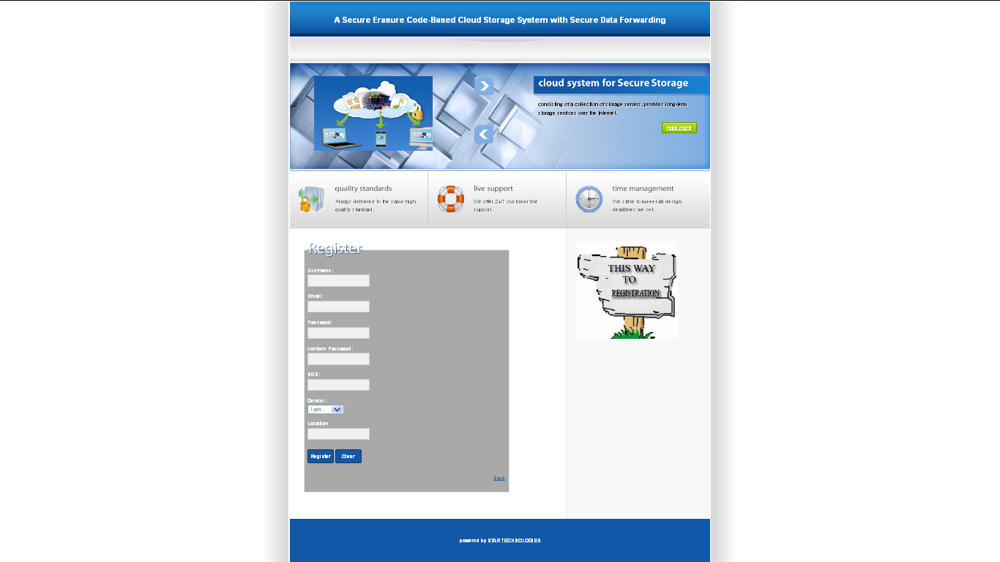 A Secure Erasure Code-Based Cloud Storage System with Secure Data Forwarding
cloud system for Secure Storage
consisting of a collection of storage servers, provides long-term
storage services over the Internet.
read more
quality standards
Always delivered to the same high
quality standard.
live support
We offer 24/7 customer live
support.
time management
We strive to meeet all design
deadlines we set.
Register
Username:
Email:
Password:
conform Password:
DOB:
Gender:
I am...
Location
Register Clear
Back
THIS WAY
TO
REGISTRATION
powered by STAR TECHNOLOGIES